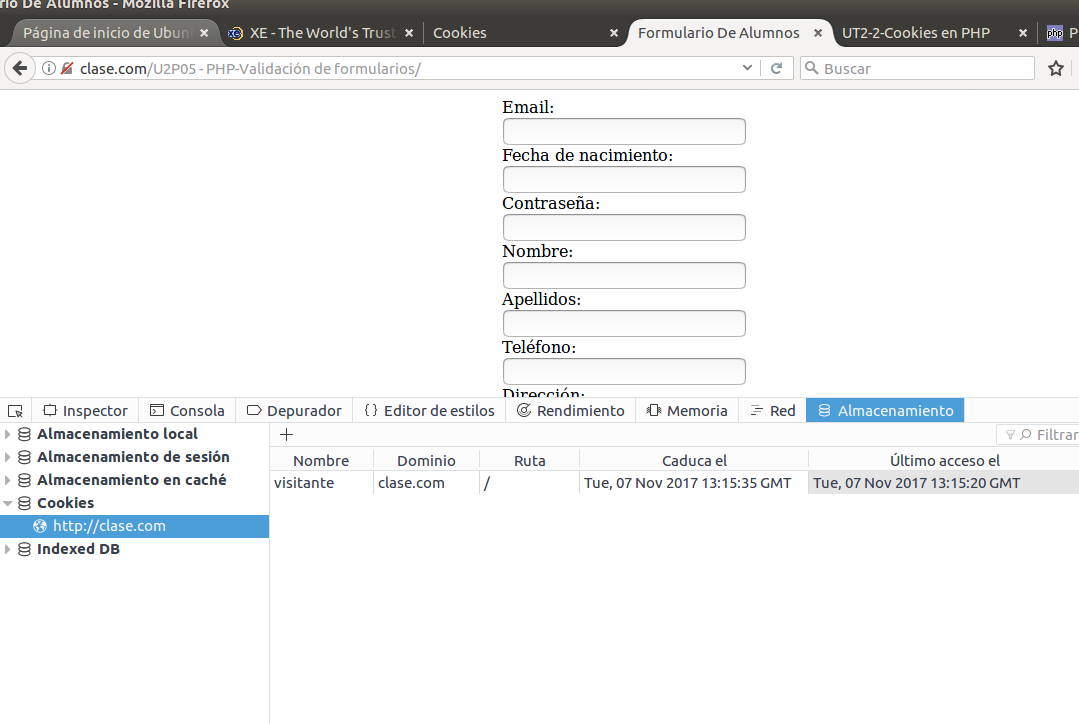 rio De Alumnos - Mozilla Firefox
Página de inicio de Ubun XE - The World's Trust Cookies Formulario De Alumnos UT2-2-Cookies en PHP php P
clase.com/U2P05-PHP-Validación de formularios/ Buscar
Email:
Fecha de nacimiento:
Contraseña:
Nombre:
Apellidos:
Teléfono:
Dirección:
Inspector Consola Depurador {} Editor de estilos Rendimiento Memoria Red Almacenamiento
Almacenamiento local + Filtrar
Almacenamiento de sesión Nombre Dominio Ruta Caduca el Último acceso el
Almacenamiento en caché visitante clase.com / Tue, 07 Nov 2017 13:15:35 GMT Tue, 07 Nov 2017 13:15:20 GMT
Cookies
http://clase.com
Indexed DB